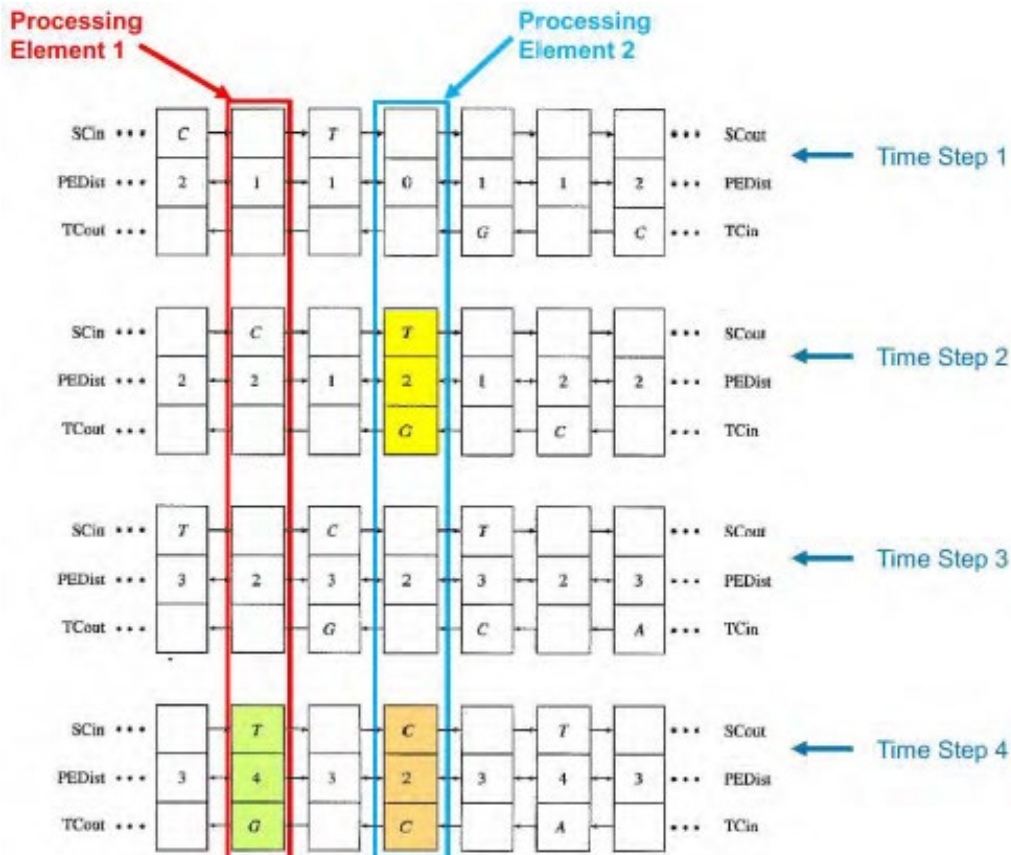 Processing Element 1
Processing Element 2
SCin ••• C T ••• SCout
PEDist ••• 2 1 1 0 1 1 2 ••• PEDist
TCout ••• G C ••• TCin
Time Step 1
SCin ••• C T ••• SCout
PEDist ••• 2 2 1 2 1 2 2 ••• PEDist
TCout ••• G C ••• TCin
Time Step 2
SCin ••• T C T ••• SCout
PEDist ••• 3 2 3 2 3 2 3 ••• PEDist
TCout ••• G C A ••• TCin
Time Step 3
SCin ••• T C T ••• SCout
PEDist ••• 3 4 3 2 3 4 3 ••• PEDist
TCout ••• G C A ••• TCin
Time Step 4